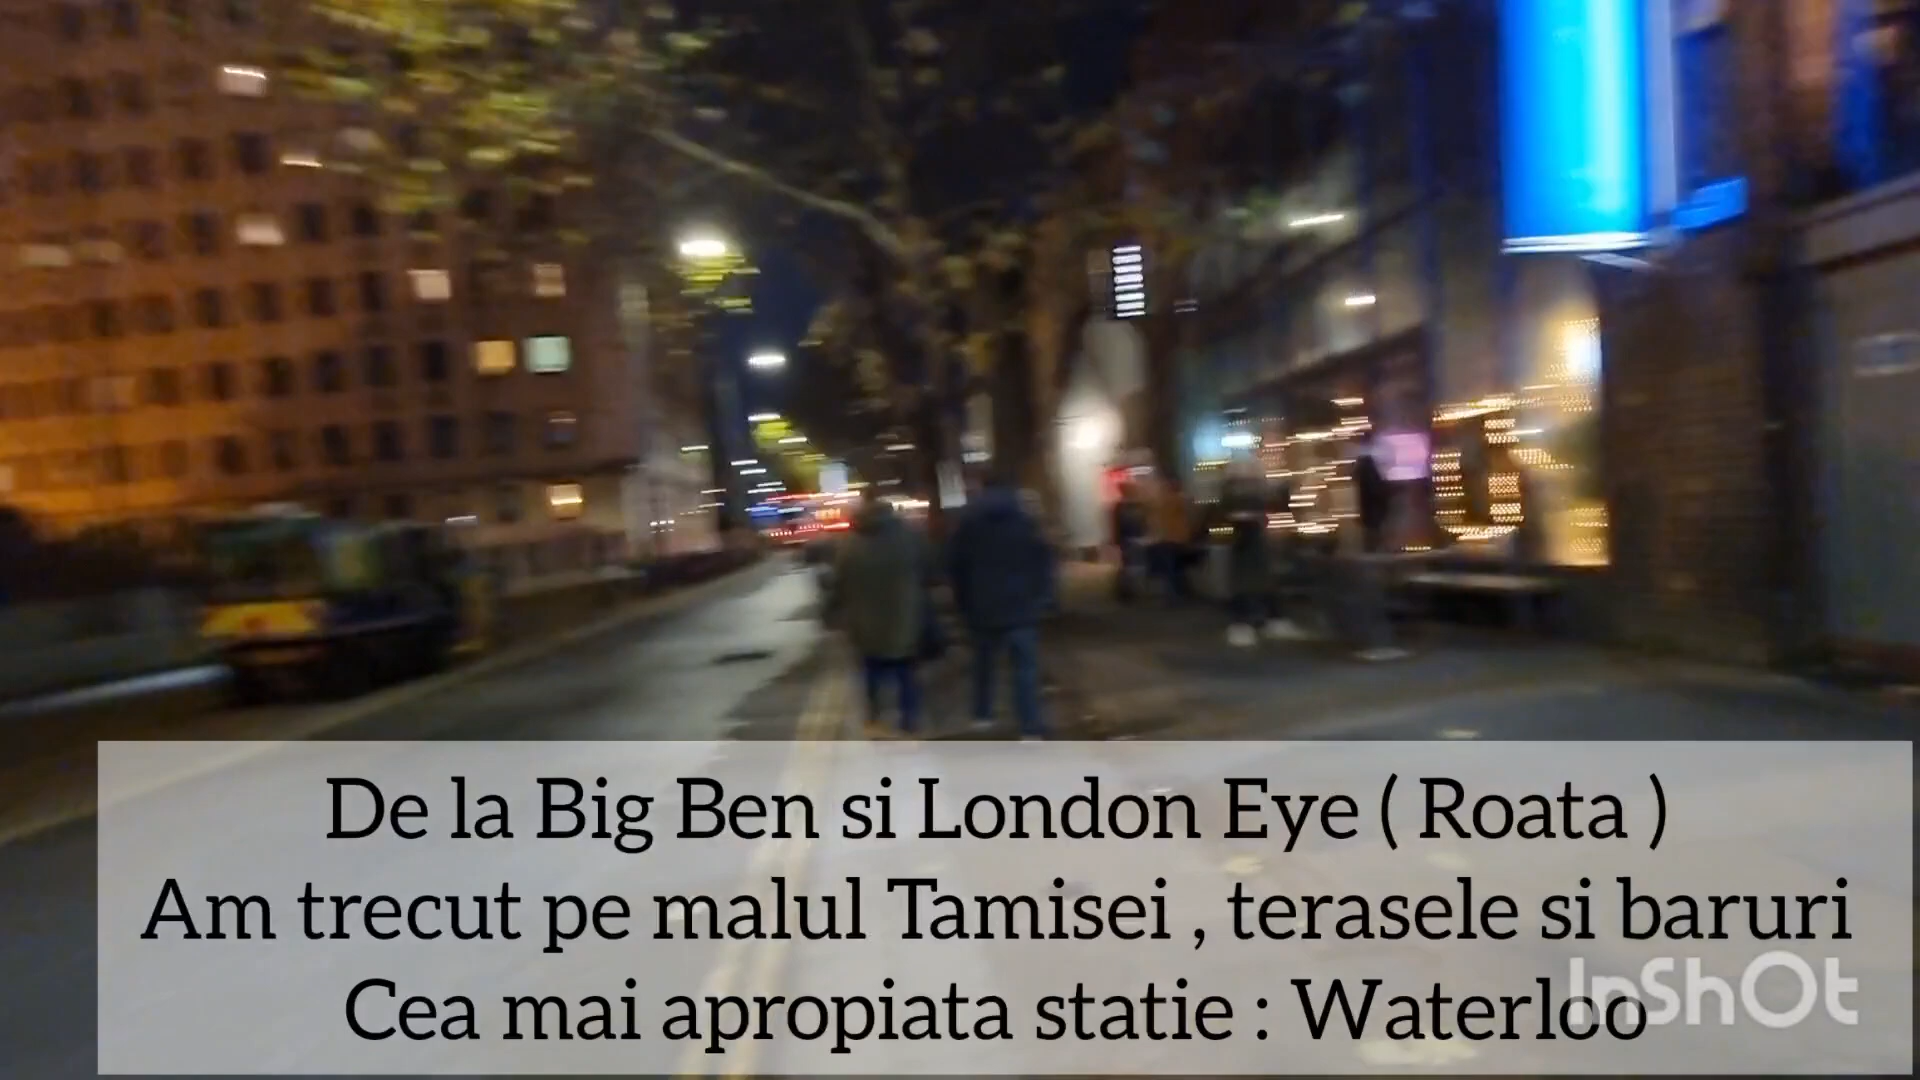 De la Big Ben si London Eye ( Roata )
Am trecut pe malul Tamisei , terasele si baruri
Cea mai apropiata statie : Waterloo
InShOt